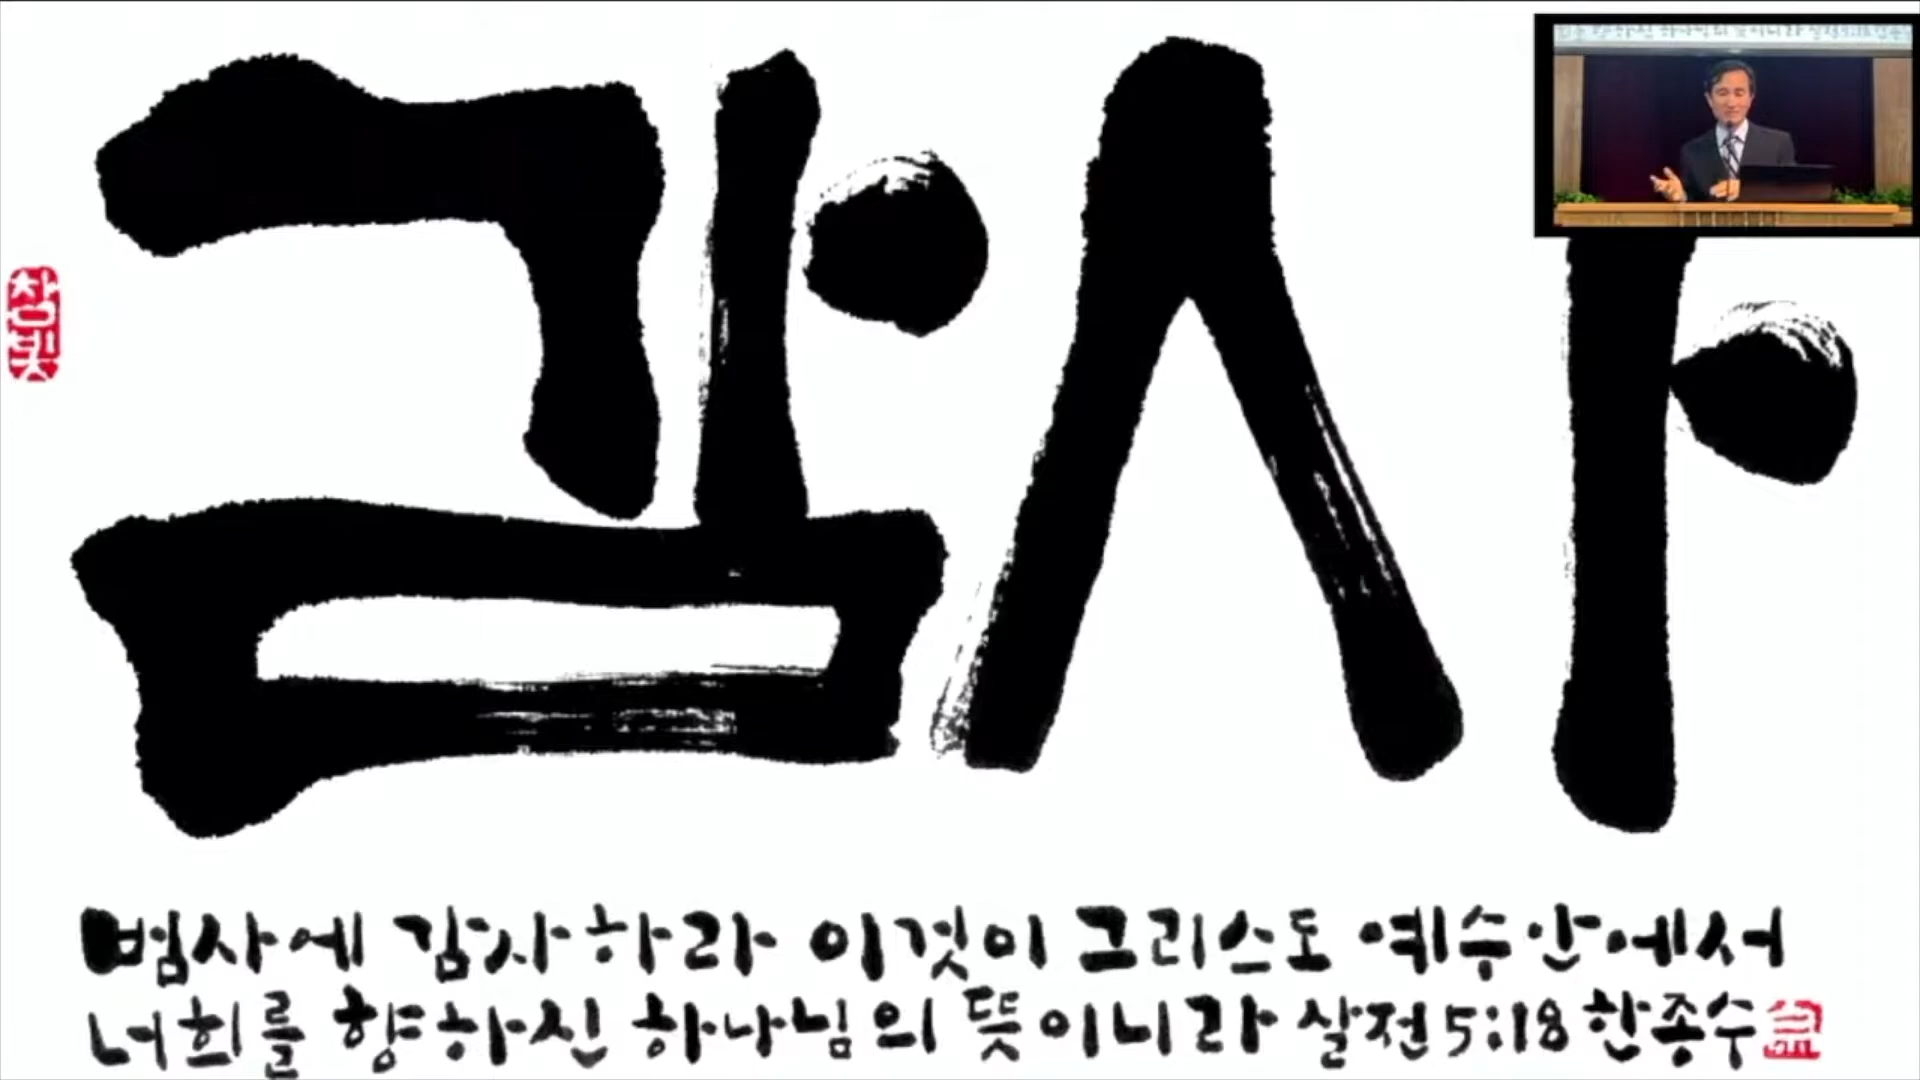 감사
참빛
범사에 감사하라 이것이 그리스도 예수 안에서
너희를 향하신 하나님의 뜻이니라 살전 5:18 한종수